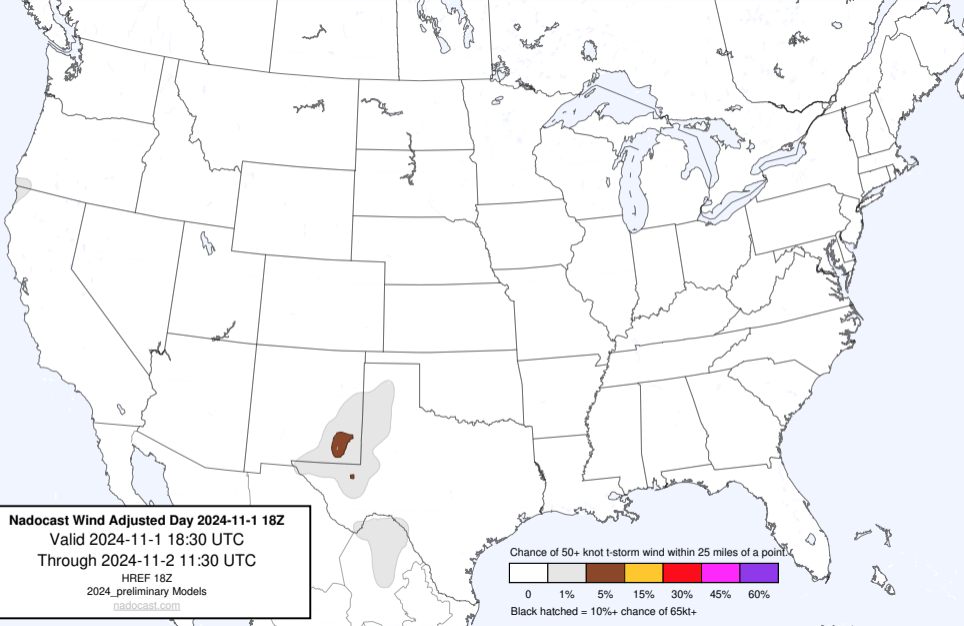 Nadocast Wind Adjusted Day 2024-11-1 18Z
Valid 2024-11-1 18:30 UTC
Through 2024-11-2 11:30 UTC
HREF 18Z
2024_preliminary Models
nadocast.com
Chance of 50+ knot t-storm wind within 25 miles of a point.
0 1% 5% 15% 30% 45% 60%
Black hatched = 10%+ chance of 65kt+